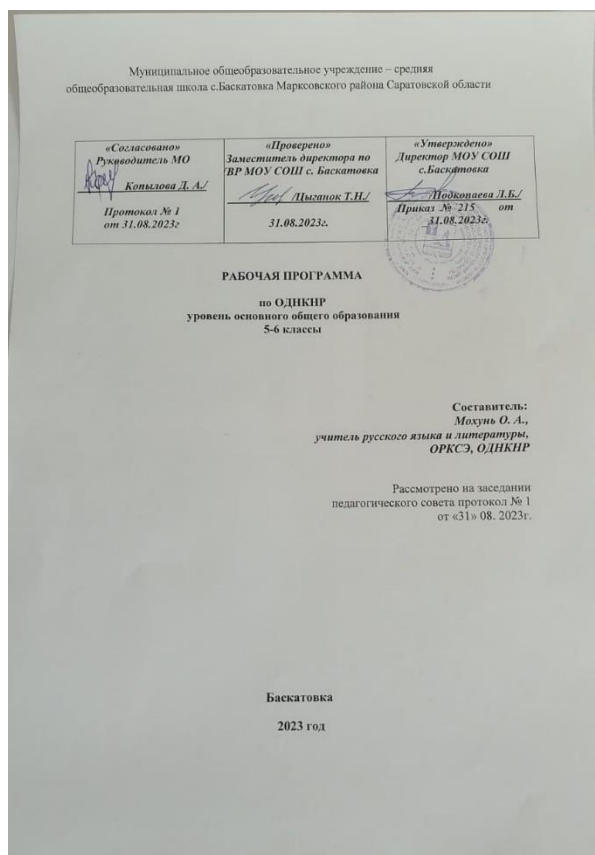 Муниципальное общеобразовательное учреждение – средняя
общеобразовательная школа с.Баскатовка Марксовского района Саратовской области
«Согласовано»
Руководитель МО
Копылова Д. А./
Протокол № 1
от 31.08.2023г
«Проверено»
Заместитель директора по
ВР МОУ СОШ с. Баскатовка
/Цыганок Т.Н./
31.08.2023г.
«Утверждено»
Директор МОУ СОШ
с.Баскатовка
/Подкопаева Л.Б./
Приказ № 215 от
31.08.2023г.
РАБОЧАЯ ПРОГРАММА
по ОДНКНР
уровень основного общего образования
5-6 классы
Составитель:
Мохунь О. А.,
учитель русского языка и литературы,
ОРКСЭ, ОДНКНР
Рассмотрено на заседании
педагогического совета протокол № 1
от «31» 08. 2023г.
Баскатовка
2023 год